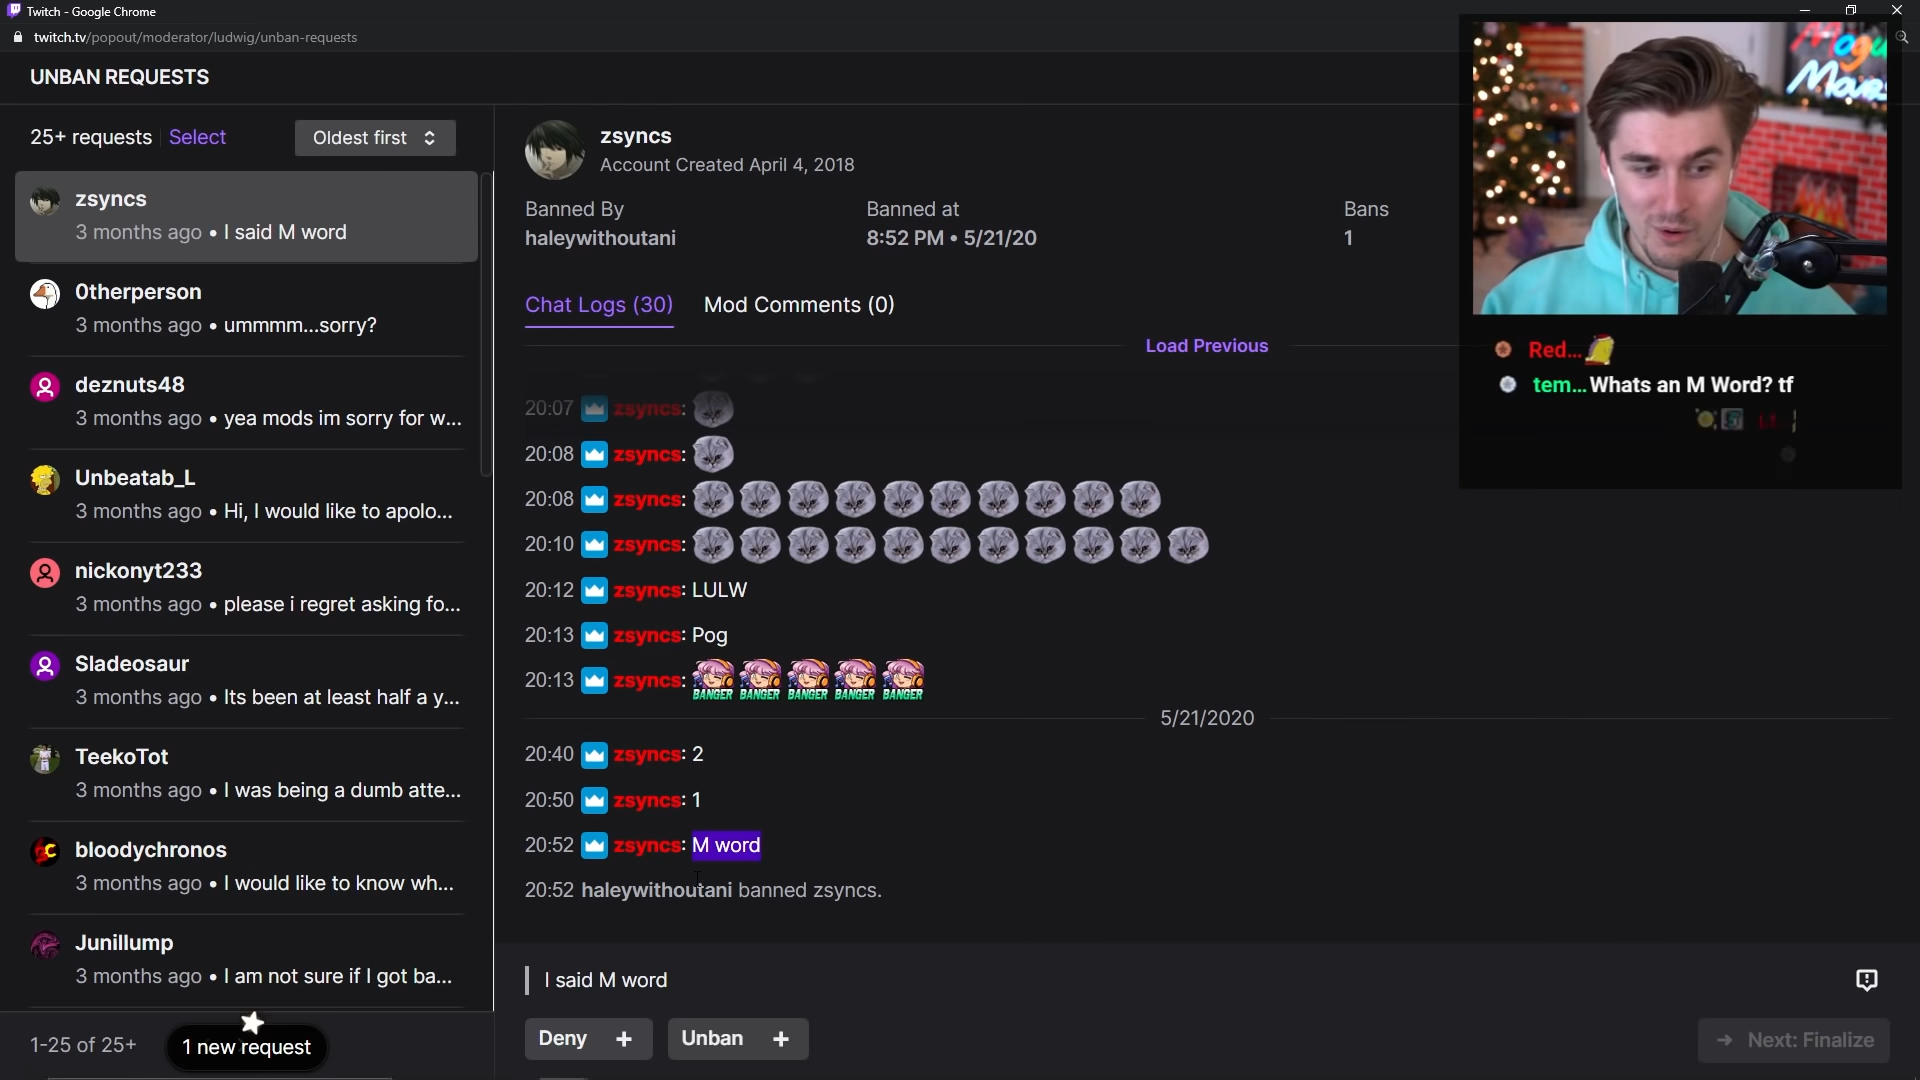 Twitch - Google Chrome
twitch.tv/popout/moderator/ludwig/unban-requests
UNBAN REQUESTS
25+ requests Select Oldest first
zsyncs
3 months ago • I said M word
0therperson
3 months ago • ummmm...sorry?
deznuts48
3 months ago • yea mods im sorry for w...
Unbeatab_L
3 months ago • Hi, I would like to apolo...
nickonyt233
3 months ago • please i regret asking fo...
Sladeosaur
3 months ago • Its been at least half a y...
TeekoTot
3 months ago • I was being a dumb atte...
bloodychronos
3 months ago • I would like to know wh...
Junillump
3 months ago • I am not sure if I got ba...
1-25 of 25+
1 new request
zsyncs
Account Created April 4, 2018
Banned By
haleywithoutani
Banned at
8:52 PM • 5/21/20
Bans
1
Chat Logs (30) Mod Comments (0)
Load Previous
20:07 zsyncs:
20:08 zsyncs:
20:08 zsyncs:
20:10 zsyncs:
20:12 zsyncs: LULW
20:13 zsyncs: Pog
20:13 zsyncs: BANGER BANGER BANGER BANGER BANGER
5/21/2020
20:40 zsyncs: 2
20:50 zsyncs: 1
20:52 zsyncs: M word
20:52 haleywithoutani banned zsyncs.
I said M word
Deny + Unban +
Next: Finalize
Mogul
Moves
Red...
tem... Whats an M Word? tf